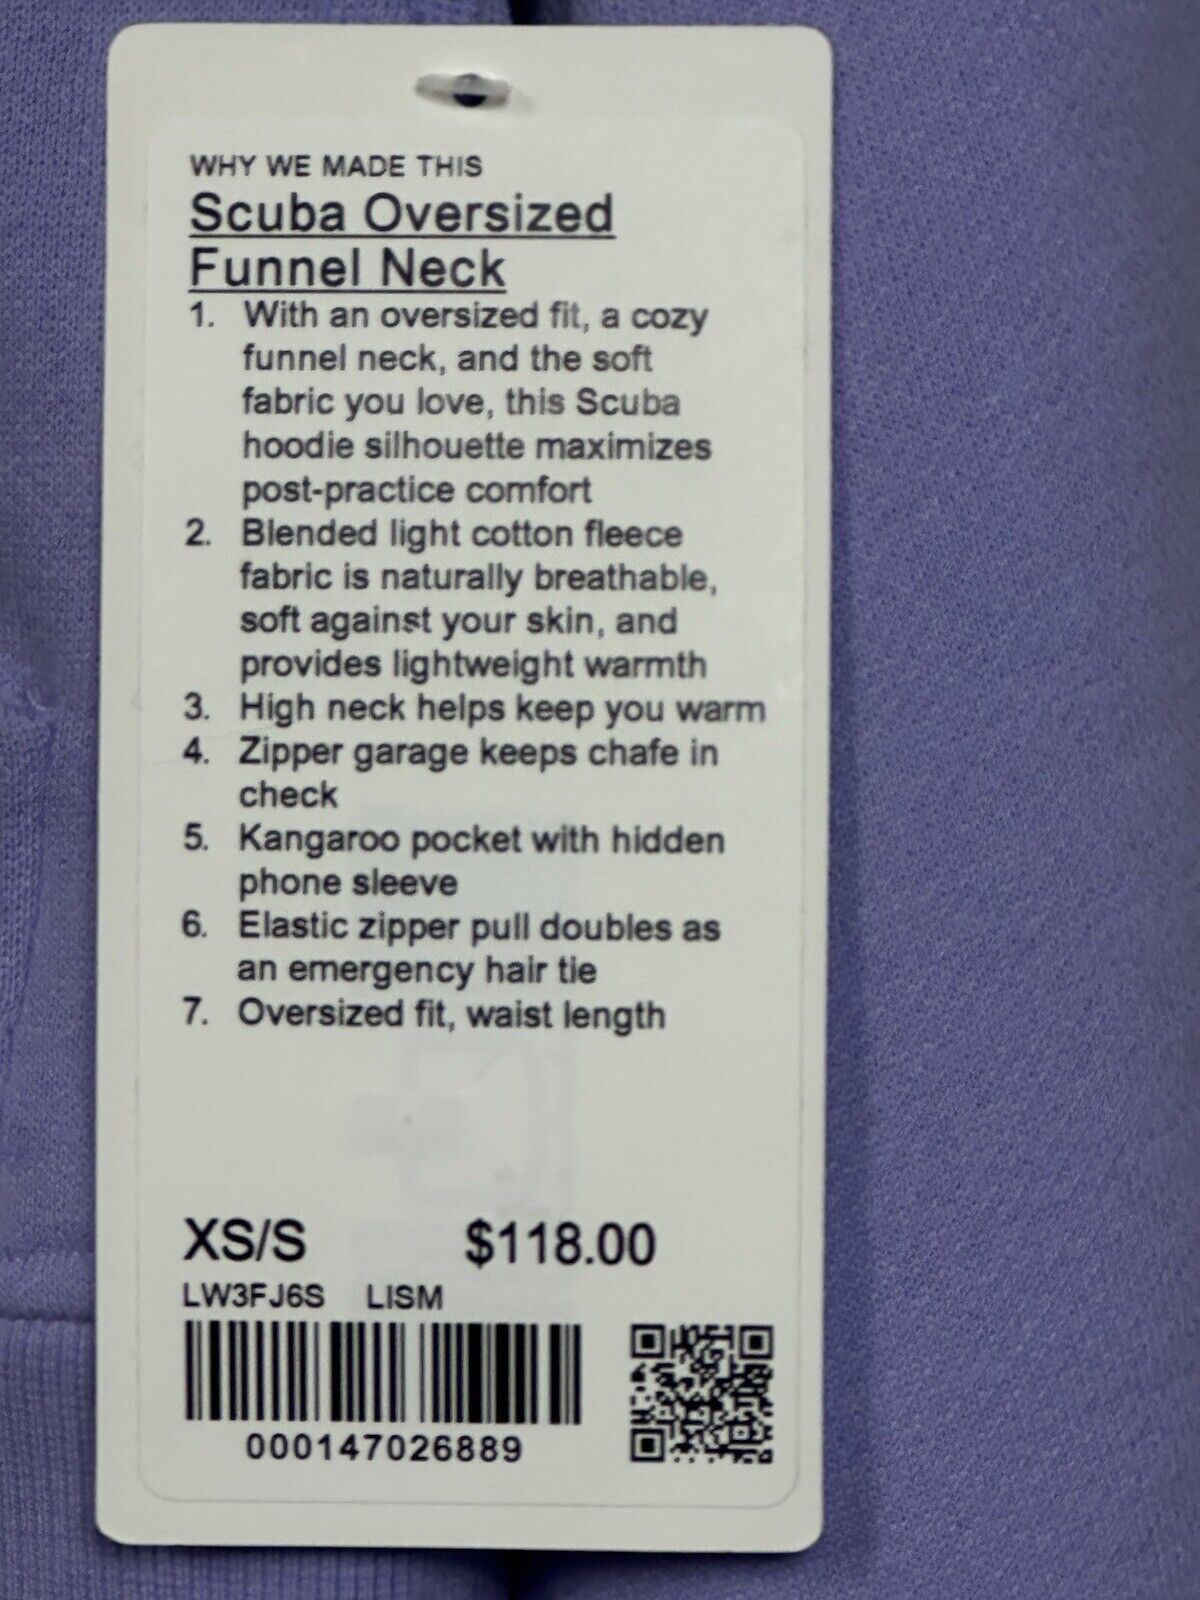 WHY WE MADE THIS
Scuba Oversized
Funnel Neck
1. With an oversized fit, a cozy
funnel neck, and the soft
fabric you love, this Scuba
hoodie silhouette maximizes
post-practice comfort
2. Blended light cotton fleece
fabric is naturally breathable,
soft against your skin, and
provides lightweight warmth
3. High neck helps keep you warm
4. Zipper garage keeps chafe in
check
5. Kangaroo pocket with hidden
phone sleeve
6. Elastic zipper pull doubles as
an emergency hair tie
7. Oversized fit, waist length
XS/S $118.00
LW3FJ6S LISM
000147026889